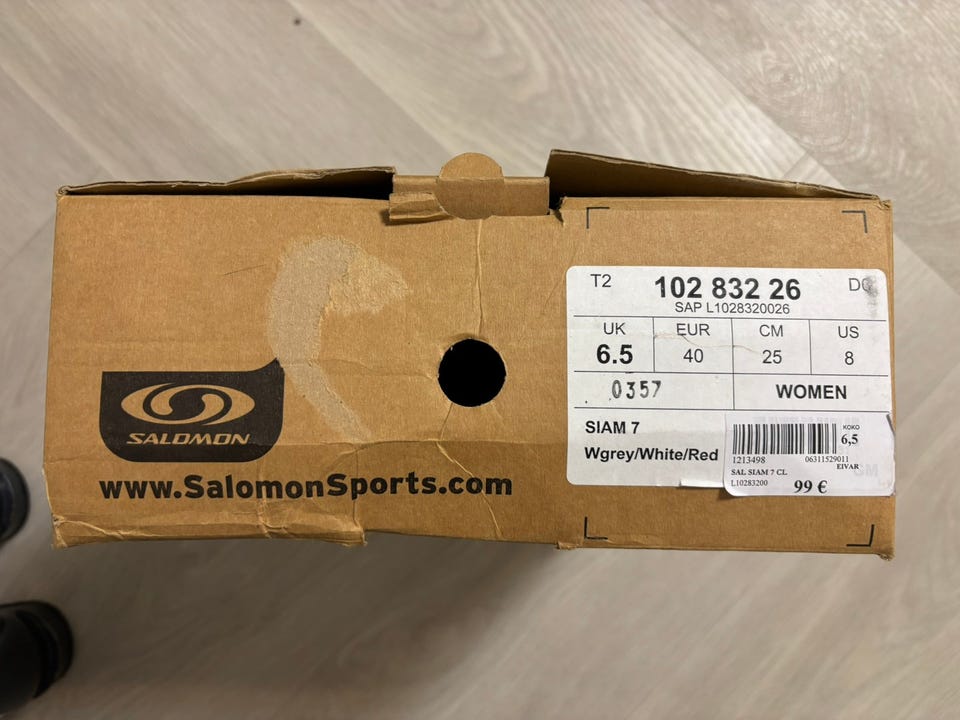 T2 102 832 26
SAP L1028320026
UK EUR CM US
6.5 40 25 8
0357 WOMEN
SIAM 7
Wgrey/White/Red
KOKO
6,5
1213498 06311529011
EIVAR
SAL SIAM 7 CL
L10283200 99 €
SALOMON
www.SalomonSports.com